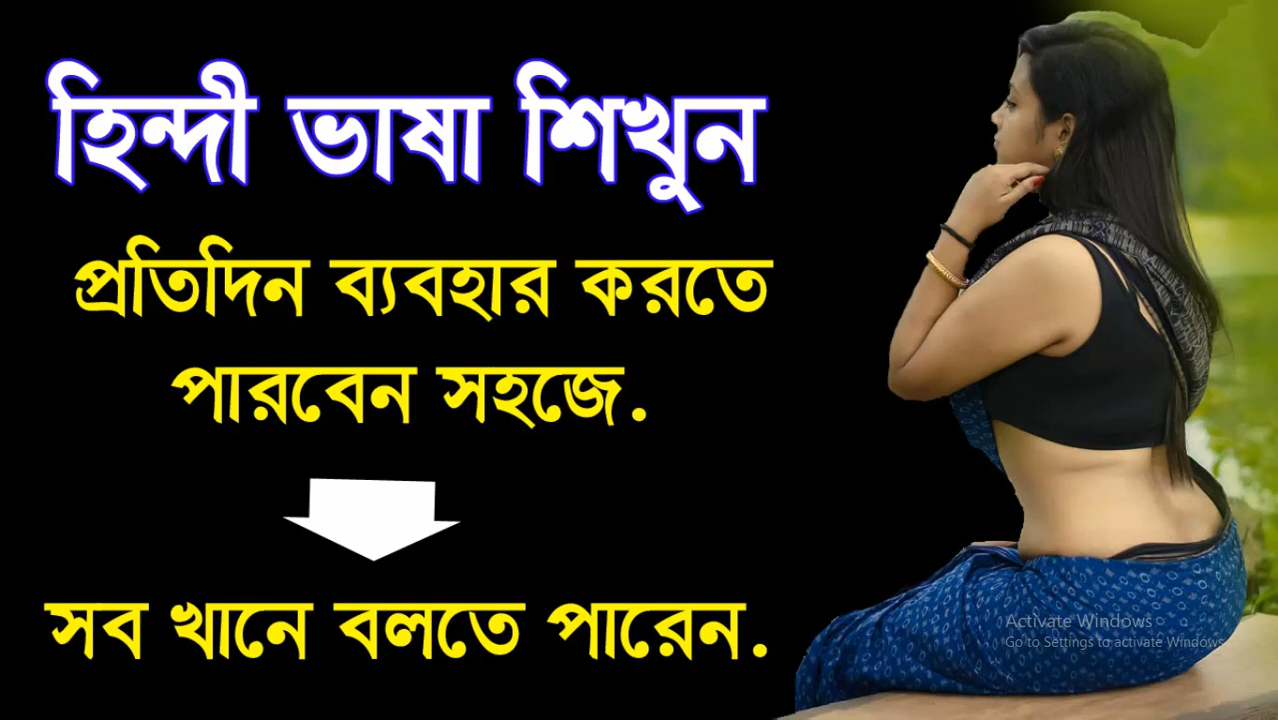 হিন্দী ভাষা শিখুন
প্রতিদিন ব্যবহার করতে
পারবেন সহজে.
সব খানে বলতে পারেন.
Activate Windows
Go to Settings to activate Windows.